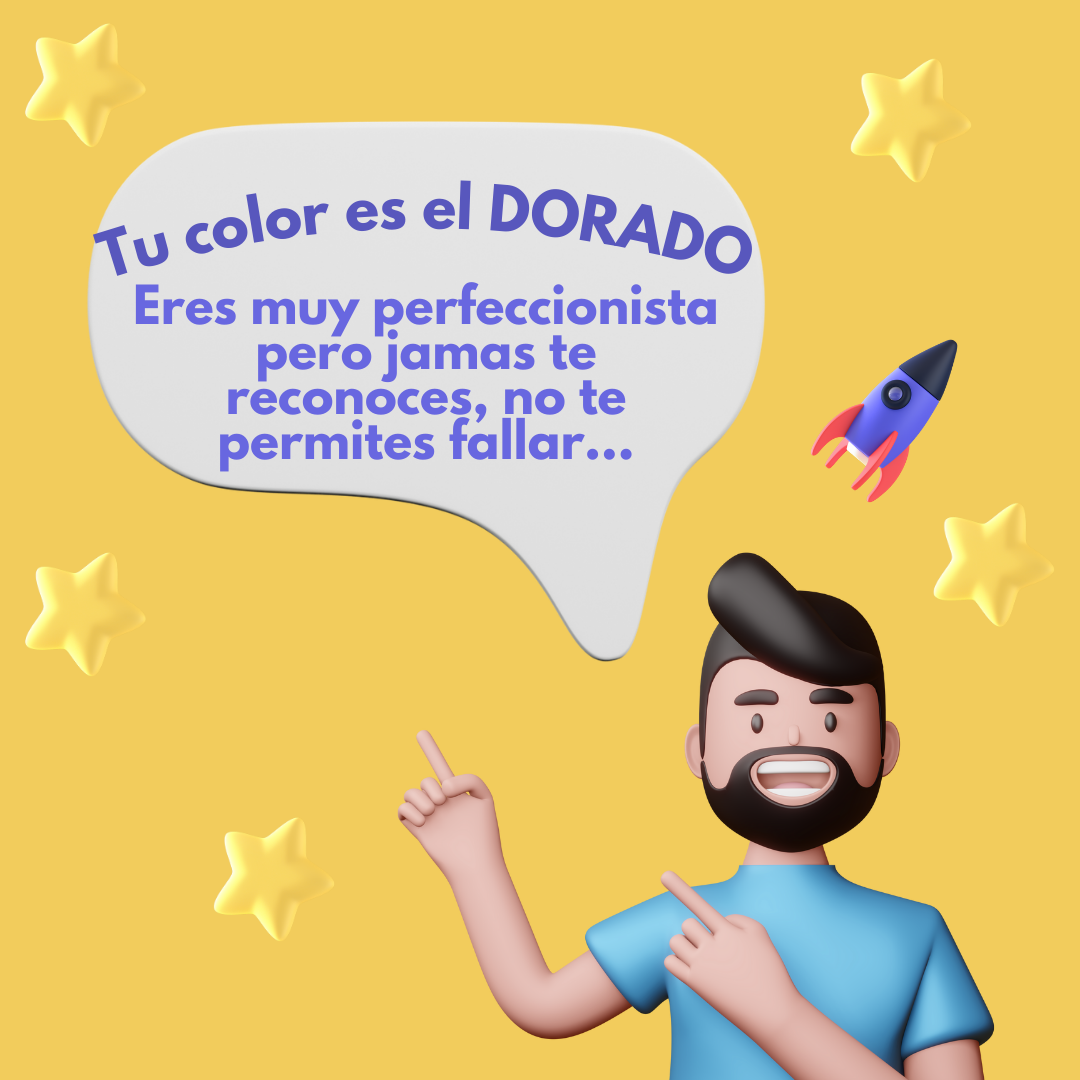 Tu color es el DORADO
Eres muy perfeccionista
pero jamas te
reconoces, no te
permites fallar...